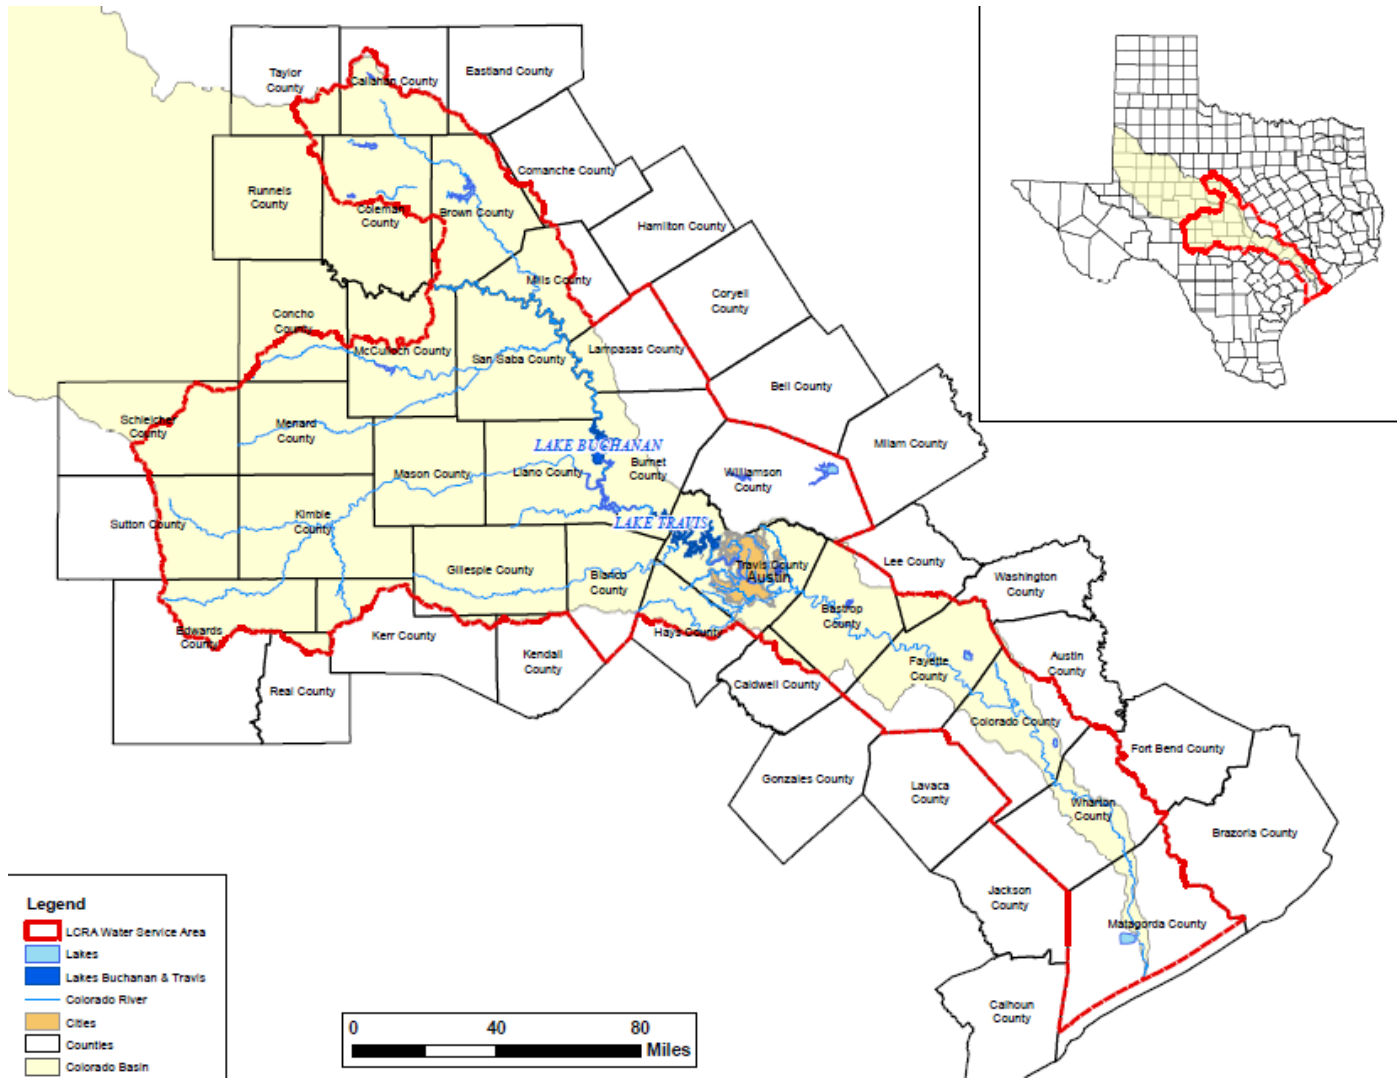 Taylor
County
Callahan County
Eastland County
Comanche County
Runnels
County
Coleman
County
Brown County
Hamilton County
Mills County
Coryell
County
Concho
County
McCulloch County
San Saba County
Lampasas County
Bell County
Schleicher
County
Menard
County
Milam County
LAKE BUCHANAN
Mason County
Llano County
Burnet
County
Williamson
County
Sutton County
Kimble
County
LAKE TRAVIS
Lee County
Washington
County
Gillespie County
Blanco
County
Travis County
Austin
Bastrop
County
Edwards
County
Kerr County
Hays County
Kendall
County
Real County
Caldwell County
Fayette
County
Austin
County
Colorado County
Fort Bend County
Gonzales County
Lavaca
County
Wharton
County
Brazoria County
Jackson
County
Matagorda County
Calhoun
County
Legend
LCRA Water Service Area
Lakes
Lakes Buchanan & Travis
Colorado River
Cities
Counties
Colorado Basin
0 40 80
Miles